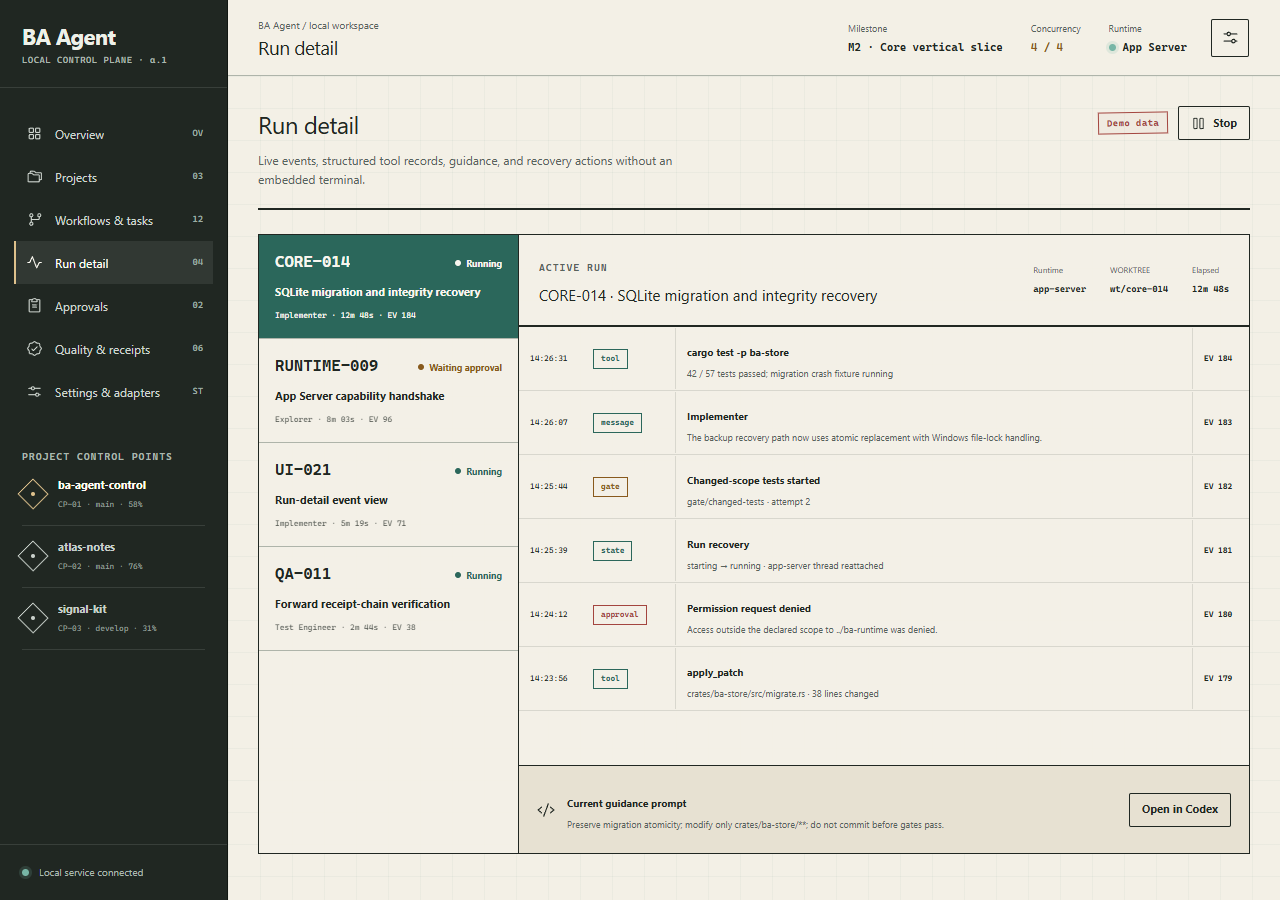 BA Agent
LOCAL CONTROL PLANE · α.1
Overview OV
Projects 03
Workflows & tasks 12
Run detail 04
Approvals 02
Quality & receipts 06
Settings & adapters ST
PROJECT CONTROL POINTS
ba-agent-control
CP-01 · main · 58%
atlas-notes
CP-02 · main · 76%
signal-kit
CP-03 · develop · 31%
Local service connected
BA Agent / local workspace
Run detail
Milestone
M2 · Core vertical slice
Concurrency
4 / 4
Runtime
App Server
Run detail
Live events, structured tool records, guidance, and recovery actions without an
embedded terminal.
Demo data
Stop
CORE-014 Running
SQLite migration and integrity recovery
Implementer · 12m 48s · EV 184
RUNTIME-009 Waiting approval
App Server capability handshake
Explorer · 8m 03s · EV 96
UI-021 Running
Run-detail event view
Implementer · 5m 19s · EV 71
QA-011 Running
Forward receipt-chain verification
Test Engineer · 2m 44s · EV 38
ACTIVE RUN
CORE-014 · SQLite migration and integrity recovery
Runtime
app-server
WORKTREE
wt/core-014
Elapsed
12m 48s
14:26:31 tool cargo test -p ba-store EV 184
42 / 57 tests passed; migration crash fixture running
14:26:07 message Implementer EV 183
The backup recovery path now uses atomic replacement with Windows file-lock handling.
14:25:44 gate Changed-scope tests started EV 182
gate/changed-tests · attempt 2
14:25:39 state Run recovery EV 181
starting → running · app-server thread reattached
14:24:12 approval Permission request denied EV 180
Access outside the declared scope to ../ba-runtime was denied.
14:23:56 tool apply_patch EV 179
crates/ba-store/src/migrate.rs · 38 lines changed
Current guidance prompt
Preserve migration atomicity; modify only crates/ba-store/**; do not commit before gates pass.
Open in Codex